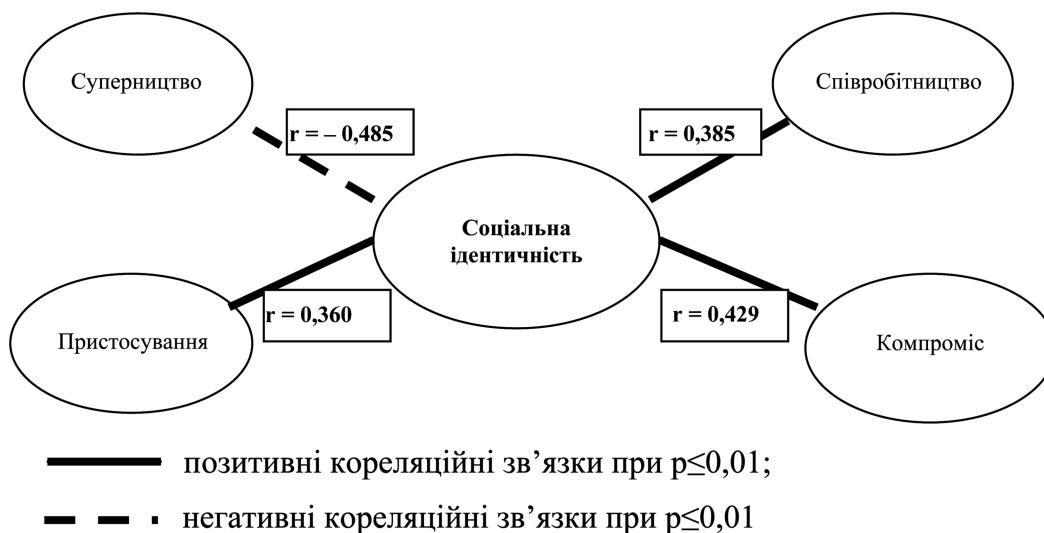 Суперництво
Співробітництво
r = – 0,485
r = 0,385
Соціальна
ідентичність
Пристосування
r = 0,360
r = 0,429
Компроміс
позитивні кореляційні зв’язки при p≤0,01;
негативні кореляційні зв’язки при p≤0,01